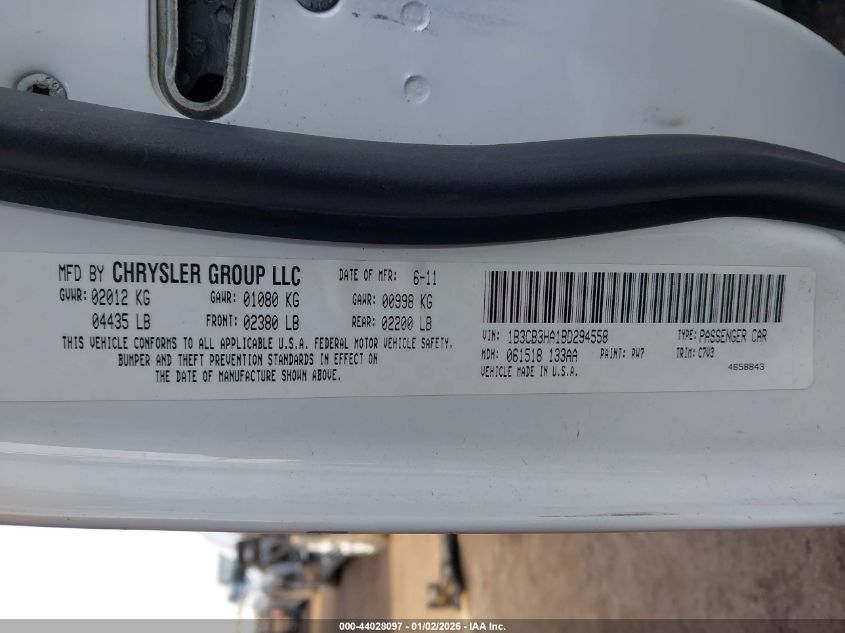 MFD BY CHRYSLER GROUP LLC DATE OF MFR: 6-11
GVWR: 02012 KG GAWR: 01080 KG GAWR: 00998 KG
04435 LB FRONT: 02380 LB REAR: 02200 LB
THIS VEHICLE CONFORMS TO ALL APPLICABLE U.S.A. FEDERAL MOTOR VEHICLE SAFETY,
BUMPER AND THEFT PREVENTION STANDARDS IN EFFECT ON
THE DATE OF MANUFACTURE SHOWN ABOVE.
VIN: 1B3CB3HA1BD294558 TYPE: PASSENGER CAR
MDH: 061518 133AA PAINT: PW7 TRIM: C7V3
VEHICLE MADE IN U.S.A. 4658843
000-44028097 - 01/02/2026 - IAA Inc.